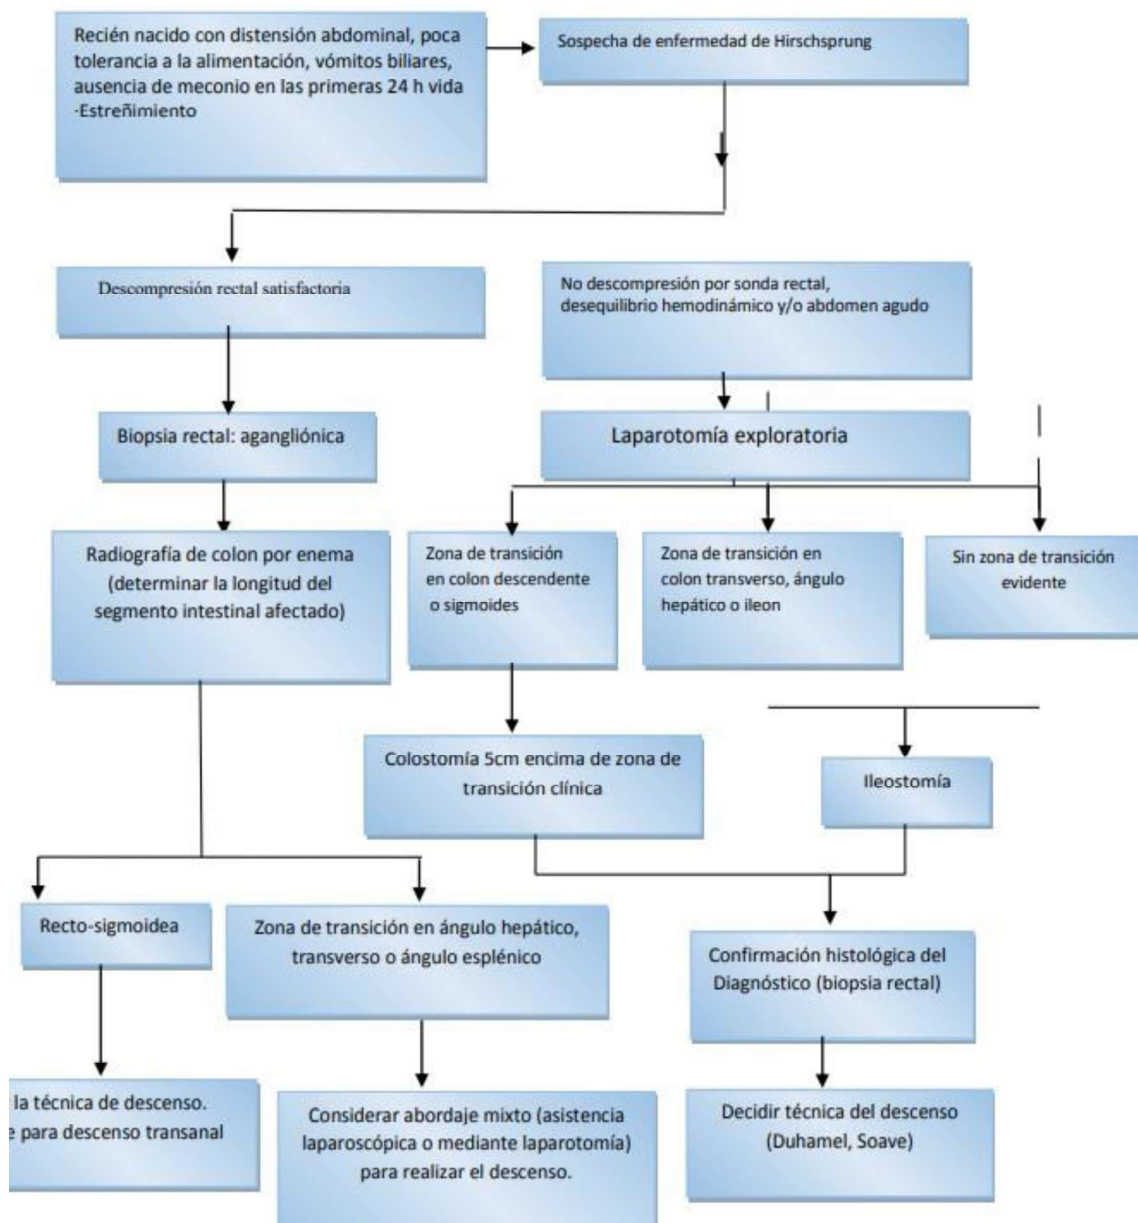 Recién nacido con distensión abdominal, poca
tolerancia a la alimentación, vómitos biliares,
ausencia de meconio en las primeras 24 h vida
·Estreñimiento
Sospecha de enfermedad de Hirschsprung
Descompresión rectal satisfactoria
No descompresión por sonda rectal,
desequilibrio hemodinámico y/o abdomen agudo
Biopsia rectal: agangliónica
Laparotomía exploratoria
Radiografía de colon por enema
(determinar la longitud del
segmento intestinal afectado)
Zona de transición
en colon descendente
o sigmoides
Zona de transición en
colon transverso, ángulo
hepático o ileon
Sin zona de transición
evidente
Colostomía 5cm encima de zona de
transición clínica
Ileostomía
Recto-sigmoidea
Zona de transición en ángulo hepático,
transverso o ángulo esplénico
Confirmación histológica del
Diagnóstico (biopsia rectal)
la técnica de descenso.
para descenso transanal
Considerar abordaje mixto (asistencia
laparoscópica o mediante laparotomía)
para realizar el descenso.
Decidir técnica del descenso
(Duhamel, Soave)